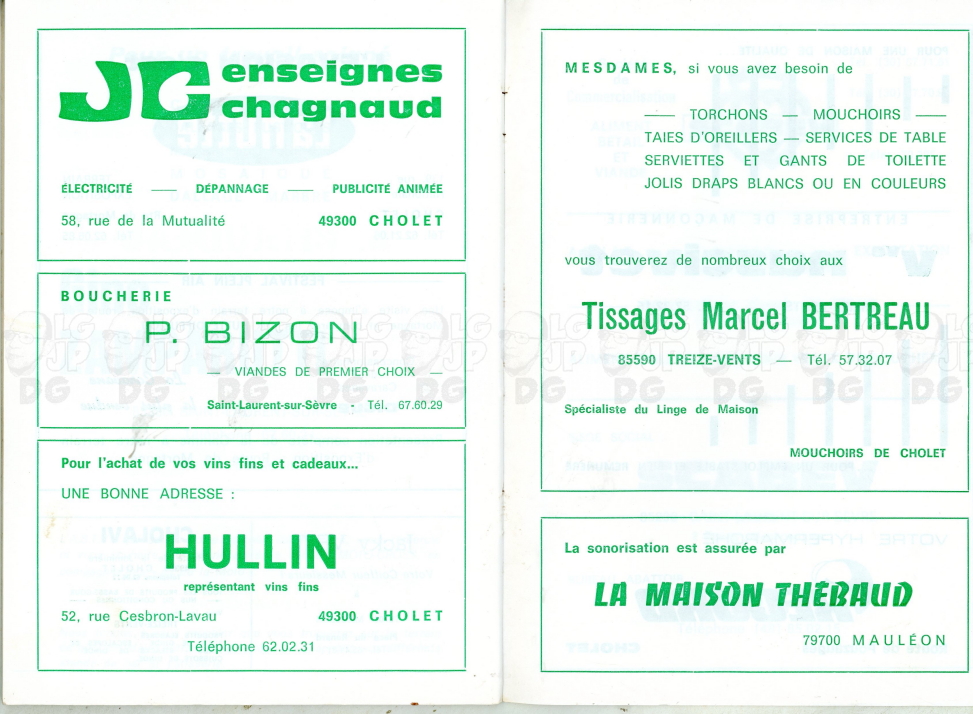 JC enseignes
chagnaud
ÉLECTRICITÉ — DÉPANNAGE — PUBLICITÉ ANIMÉE
58, rue de la Mutualité 49300 CHOLET
BOUCHERIE
P. BIZON
— VIANDES DE PREMIER CHOIX —
Saint-Laurent-sur-Sèvre - Tél. 67.60.29
Pour l'achat de vos vins fins et cadeaux...
UNE BONNE ADRESSE :
HULLIN
représentant vins fins
52, rue Cesbron-Lavau 49300 CHOLET
Téléphone 62.02.31
MESDAMES, si vous avez besoin de
— TORCHONS — MOUCHOIRS —
TAIES D'OREILLERS — SERVICES DE TABLE
SERVIETTES ET GANTS DE TOILETTE
JOLIS DRAPS BLANCS OU EN COULEURS
vous trouverez de nombreux choix aux
Tissages Marcel BERTREAU
85590 TREIZE-VENTS — Tél. 57.32.07
Spécialiste du Linge de Maison
MOUCHOIRS DE CHOLET
La sonorisation est assurée par
LA MAISON THÉBAUD
79700 MAULÉON